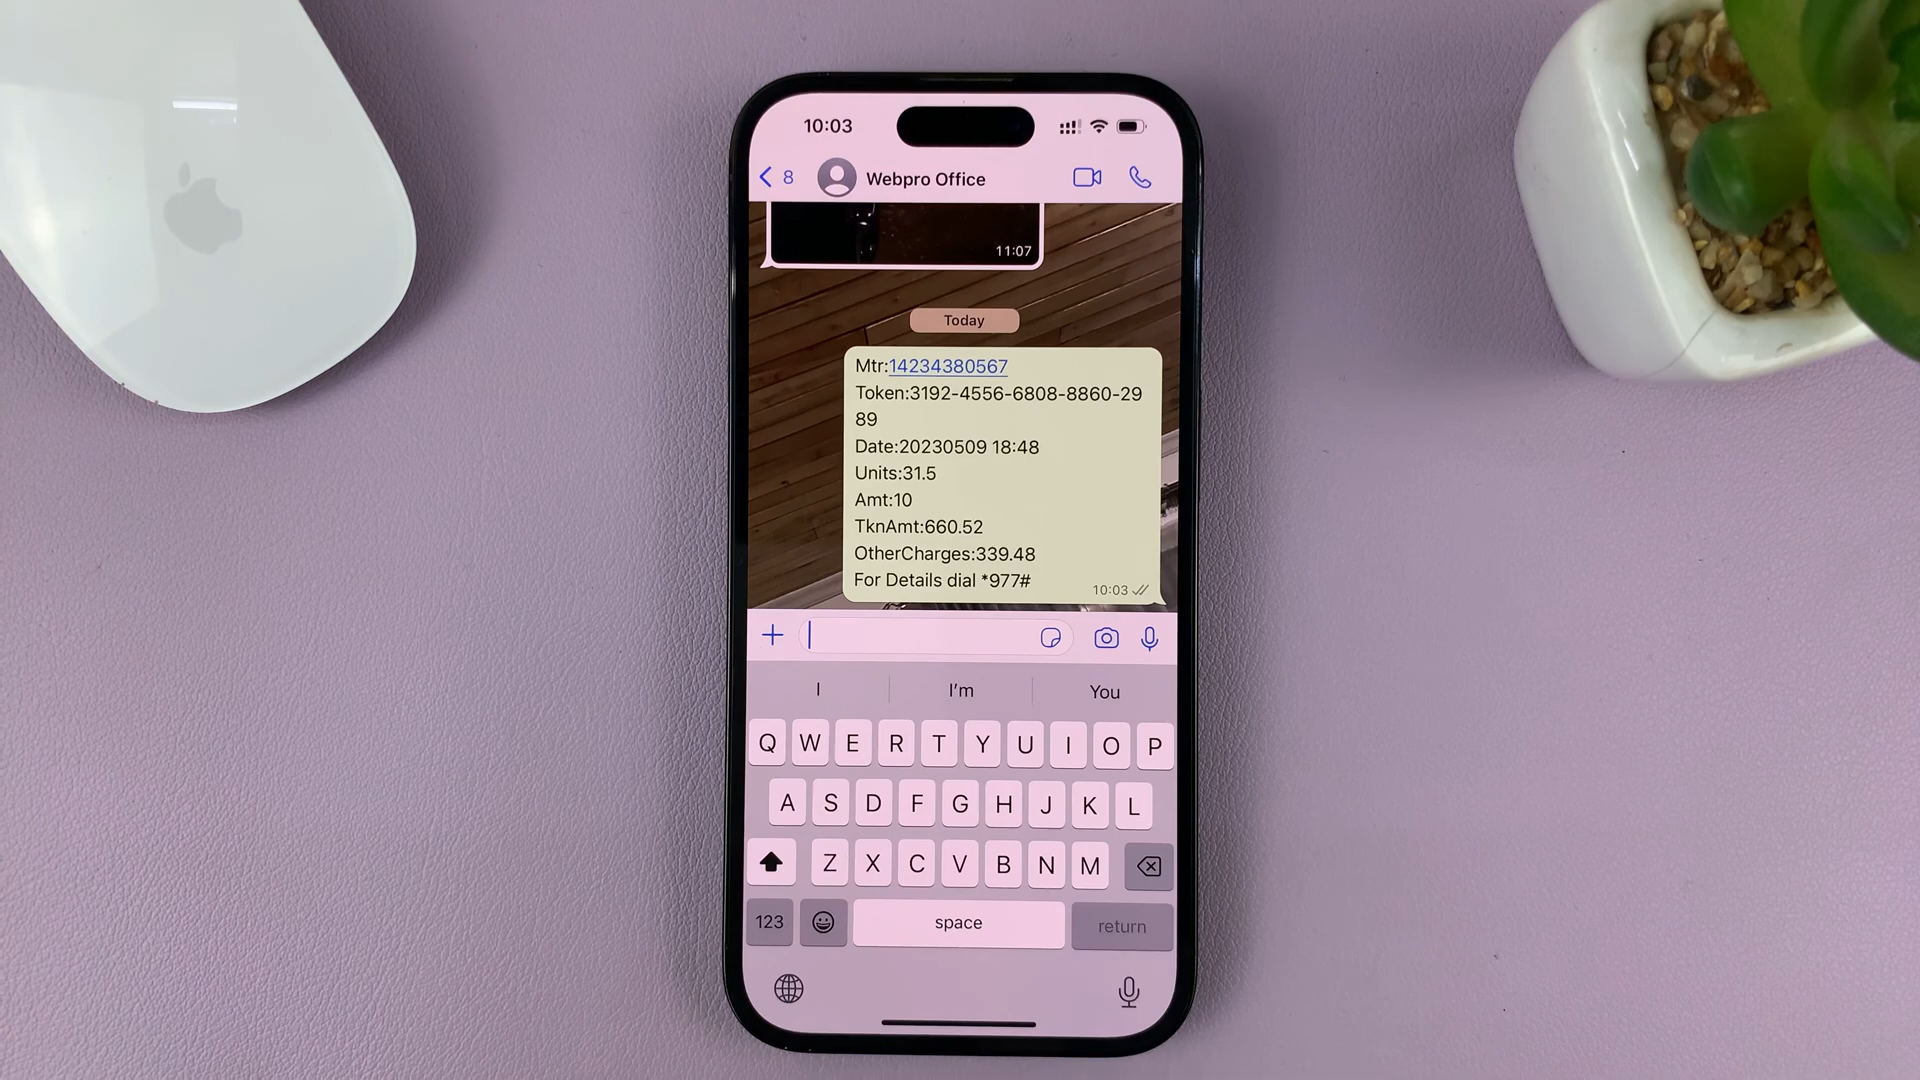 10:03
8
Webpro Office
11:07
Today
Mtr:14234380567
Token:3192-4556-6808-8860-29
89
Date:20230509 18:48
Units:31.5
Amt:10
TknAmt:660.52
OtherCharges:339.48
For Details dial *977#
10:03
I I'm You
Q W E R T Y U I O P
A S D F G H J K L
Z X C V B N M
123 space return